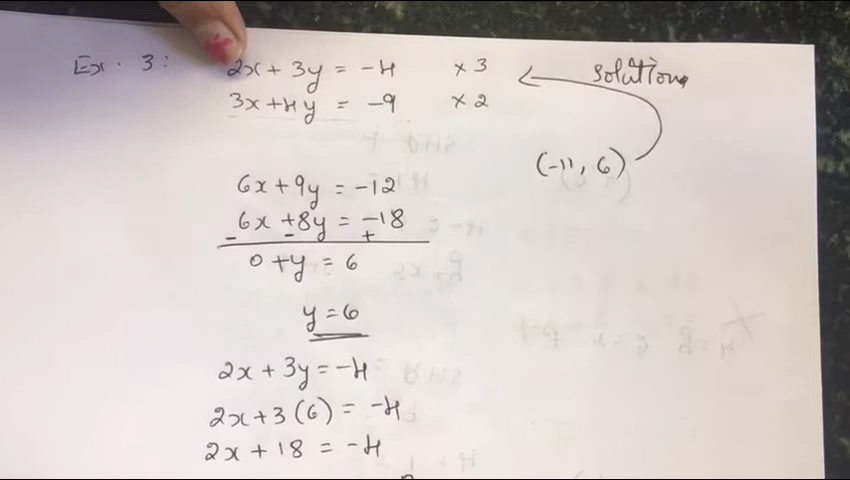 Ex. 3: 2x + 3y = -4 x 3
3x + 4y = -9 x 2
solution
(-11, 6)
6x + 9y = -12
6x + 8y = -18
- - +
0 + y = 6
y = 6
2x + 3y = -4
2x + 3(6) = -4
2x + 18 = -4